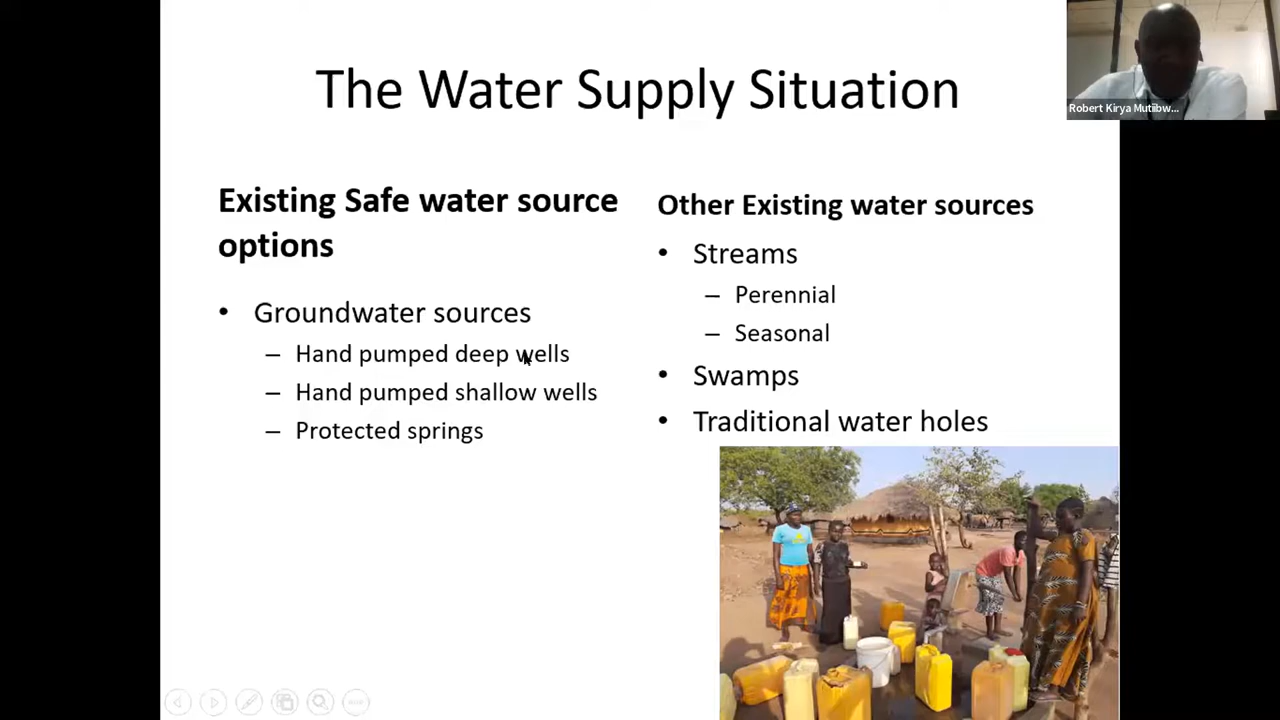 The Water Supply Situation
Existing Safe water source
options
• Groundwater sources
– Hand pumped deep wells
– Hand pumped shallow wells
– Protected springs
Other Existing water sources
• Streams
– Perennial
– Seasonal
• Swamps
• Traditional water holes
Robert Kirya Mutiibw...